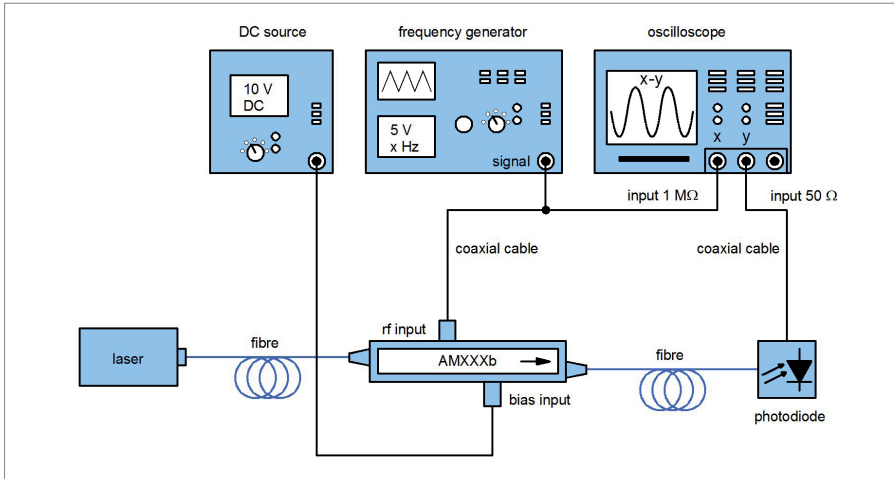 DC source
frequency generator
oscilloscope
10 V
DC
5 V
x Hz
signal
x-y
x y
input 1 MΩ
input 50 Ω
coaxial cable
coaxial cable
rf input
laser
fibre
AMXXXb
fibre
bias input
photodiode